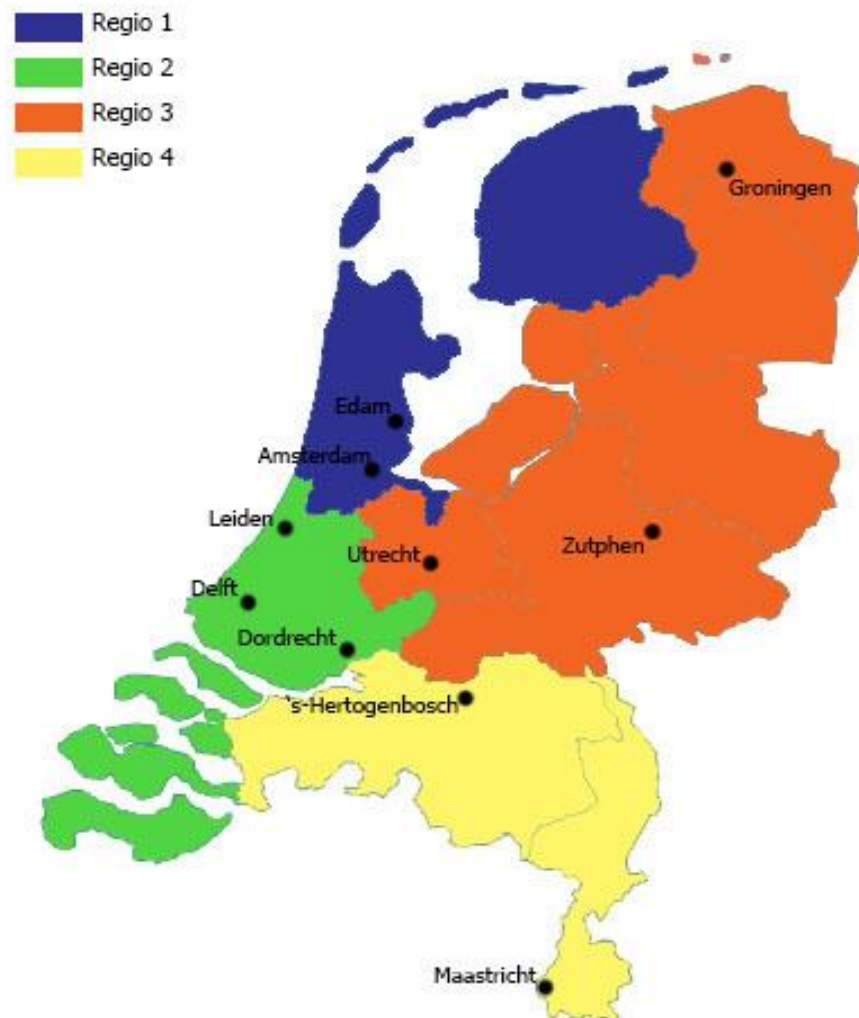 Regio 1
Regio 2
Regio 3
Regio 4
Groningen
Edam
Amsterdam
Leiden
Utrecht
Zutphen
Delft
Dordrecht
's-Hertogenbosch
Maastricht